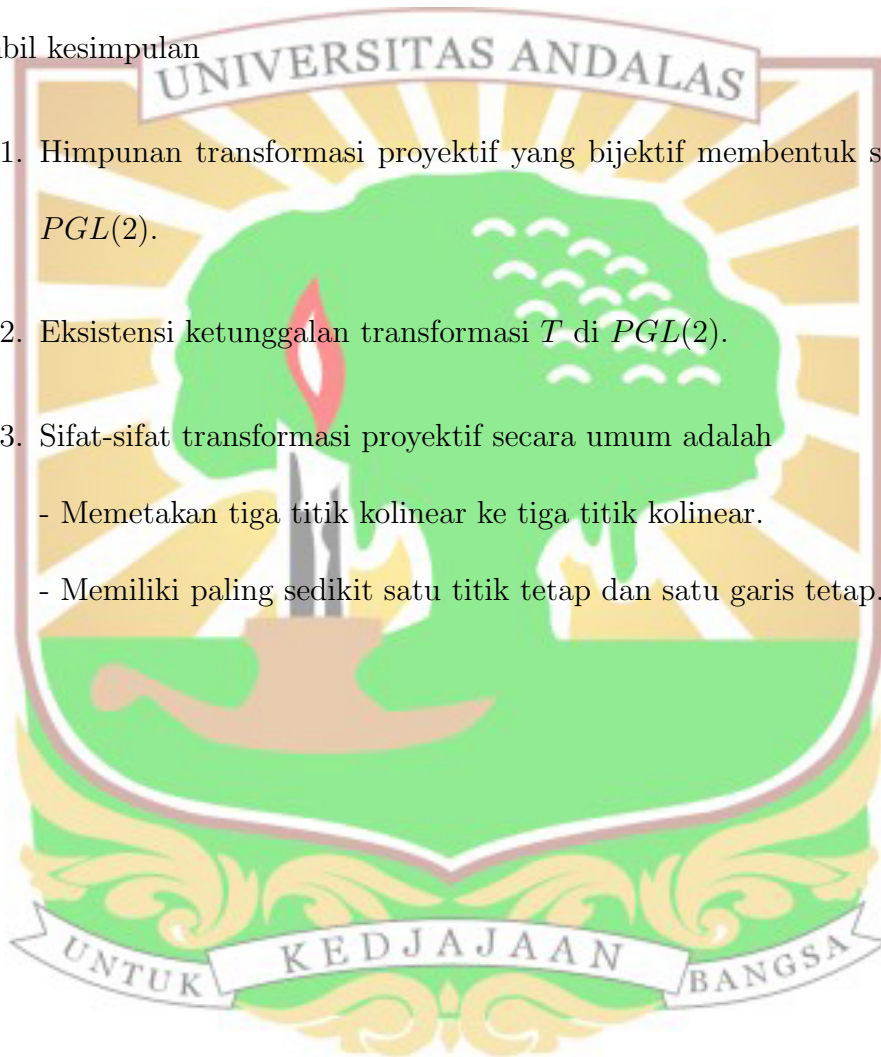 bil kesimpulan
UNIVERSITAS ANDALAS
1. Himpunan transformasi proyektif yang bijektif membentuk s
PGL(2).
2. Eksistensi ketunggalan transformasi T di PGL(2).
3. Sifat-sifat transformasi proyektif secara umum adalah
- Memetakan tiga titik kolinear ke tiga titik kolinear.
- Memiliki paling sedikit satu titik tetap dan satu garis tetap.
UNTUK KEDJAJAAN BANGSA